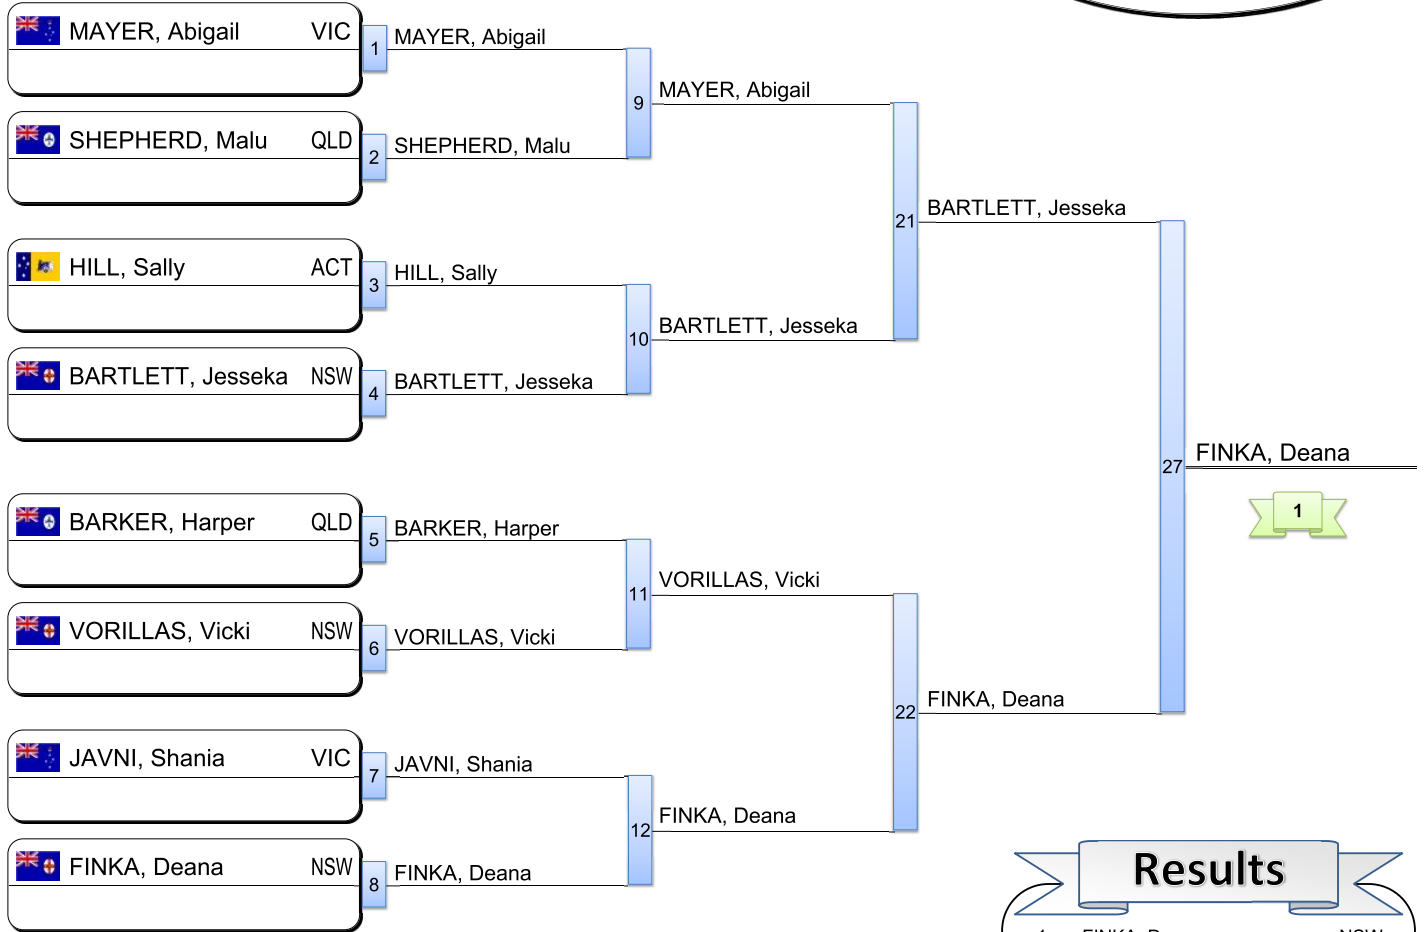 MAYER, Abigail VIC
1
MAYER, Abigail
9
MAYER, Abigail
SHEPHERD, Malu QLD
2
SHEPHERD, Malu
21
BARTLETT, Jesseka
HILL, Sally ACT
3
HILL, Sally
10
BARTLETT, Jesseka
BARTLETT, Jesseka NSW
4
BARTLETT, Jesseka
27
FINKA, Deana
1
BARKER, Harper QLD
5
BARKER, Harper
11
VORILLAS, Vicki
VORILLAS, Vicki NSW
6
VORILLAS, Vicki
22
FINKA, Deana
JAVNI, Shania VIC
7
JAVNI, Shania
12
FINKA, Deana
FINKA, Deana NSW
8
FINKA, Deana
Results